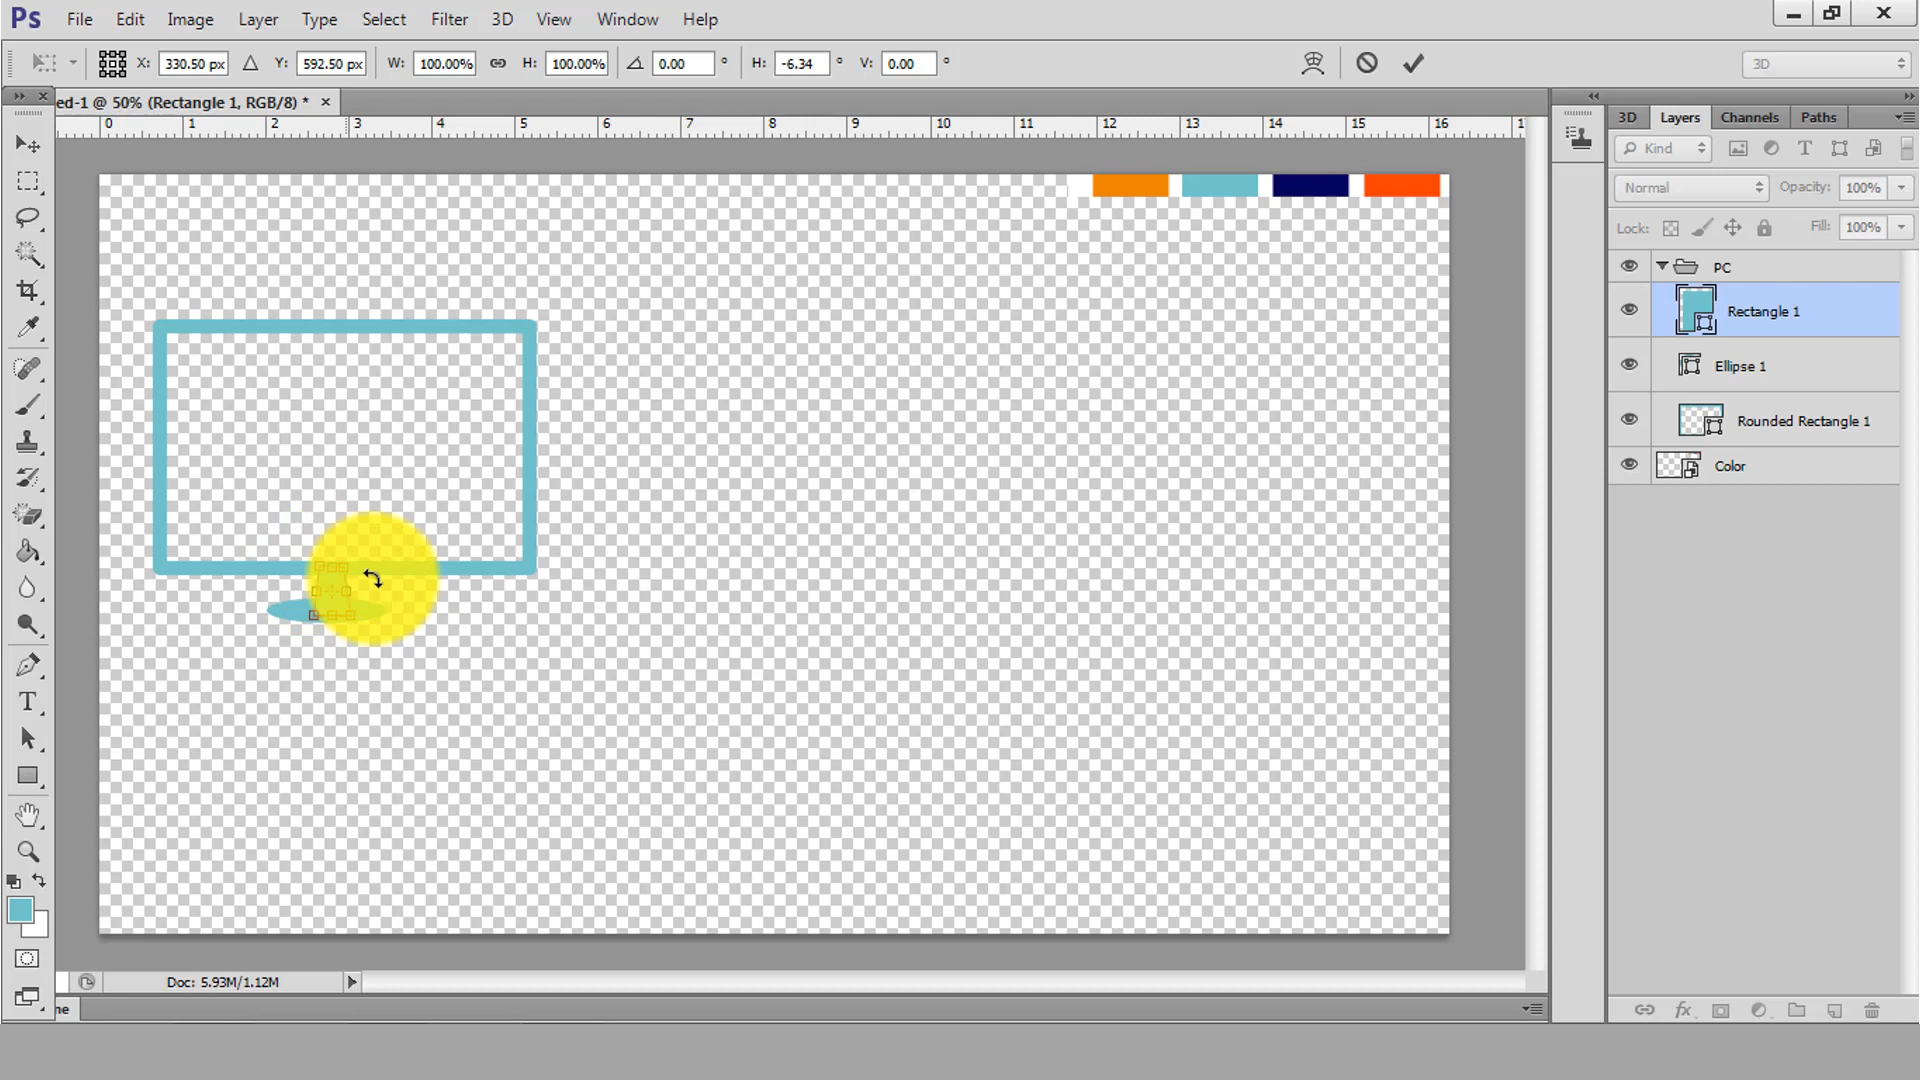 Ps File Edit Image Layer Type Select Filter 3D View Window Help
X: 330.50 px Y: 592.50 px W: 100.00% H: 100.00% 0.00 ° H: -6.34 ° V: 0.00 ° 3D
ed-1 @ 50% (Rectangle 1, RGB/8) * ×
0 1 2 3 4 5 6 7 8 9 10 11 12 13 14 15 16 1
3D Layers Channels Paths
Kind
Normal Opacity: 100%
Lock: Fill: 100%
PC
Rectangle 1
Ellipse 1
Rounded Rectangle 1
Color
Doc: 5.93M/1.12M
ne
fx